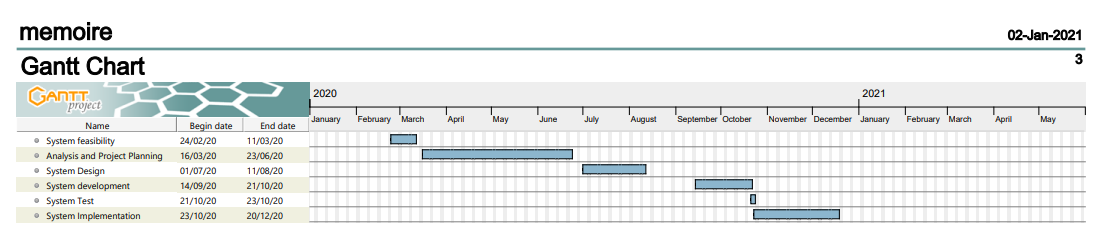 memoire
02-Jan-2021
Gantt Chart
3
GANTT
project
2020 2021
January February March April May June July August September October November December January February March April May
Name Begin date End date
System feasibility 24/02/20 11/03/20
Analysis and Project Planning 16/03/20 23/06/20
System Design 01/07/20 11/08/20
System development 14/09/20 21/10/20
System Test 21/10/20 23/10/20
System Implementation 23/10/20 20/12/20